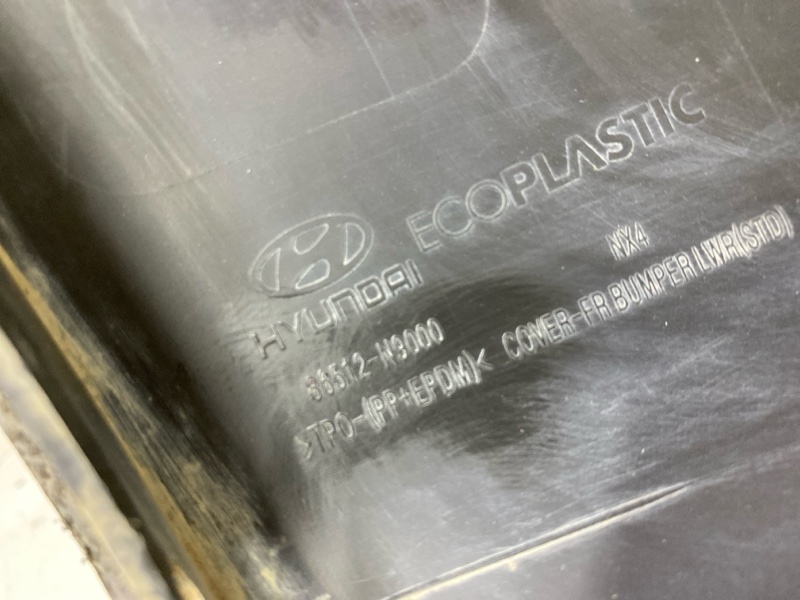 ECOPLASTIC
HYUNDAI
NX4
86512-N9000
COVER-FR BUMPER LWR(STD)
>TPO-(PP+EPDM)<